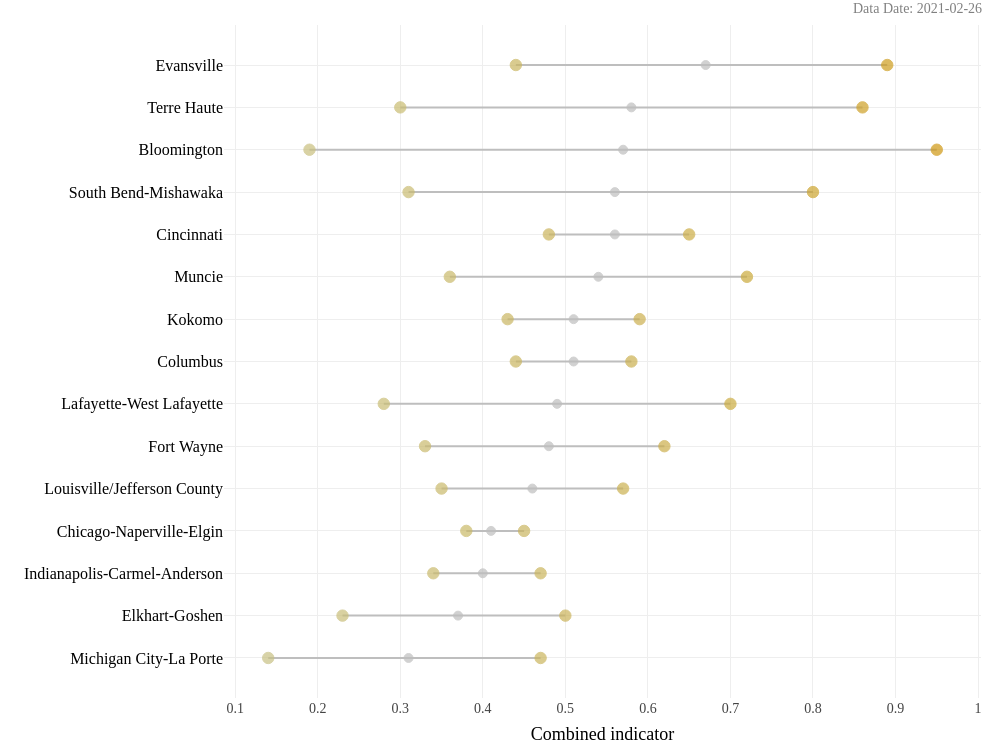 Data Date: 2021-02-26
Evansville
Terre Haute
Bloomington
South Bend-Mishawaka
Cincinnati
Muncie
Kokomo
Columbus
Lafayette-West Lafayette
Fort Wayne
Louisville/Jefferson County
Chicago-Naperville-Elgin
Indianapolis-Carmel-Anderson
Elkhart-Goshen
Michigan City-La Porte
0.1 0.2 0.3 0.4 0.5 0.6 0.7 0.8 0.9 1
Combined indicator